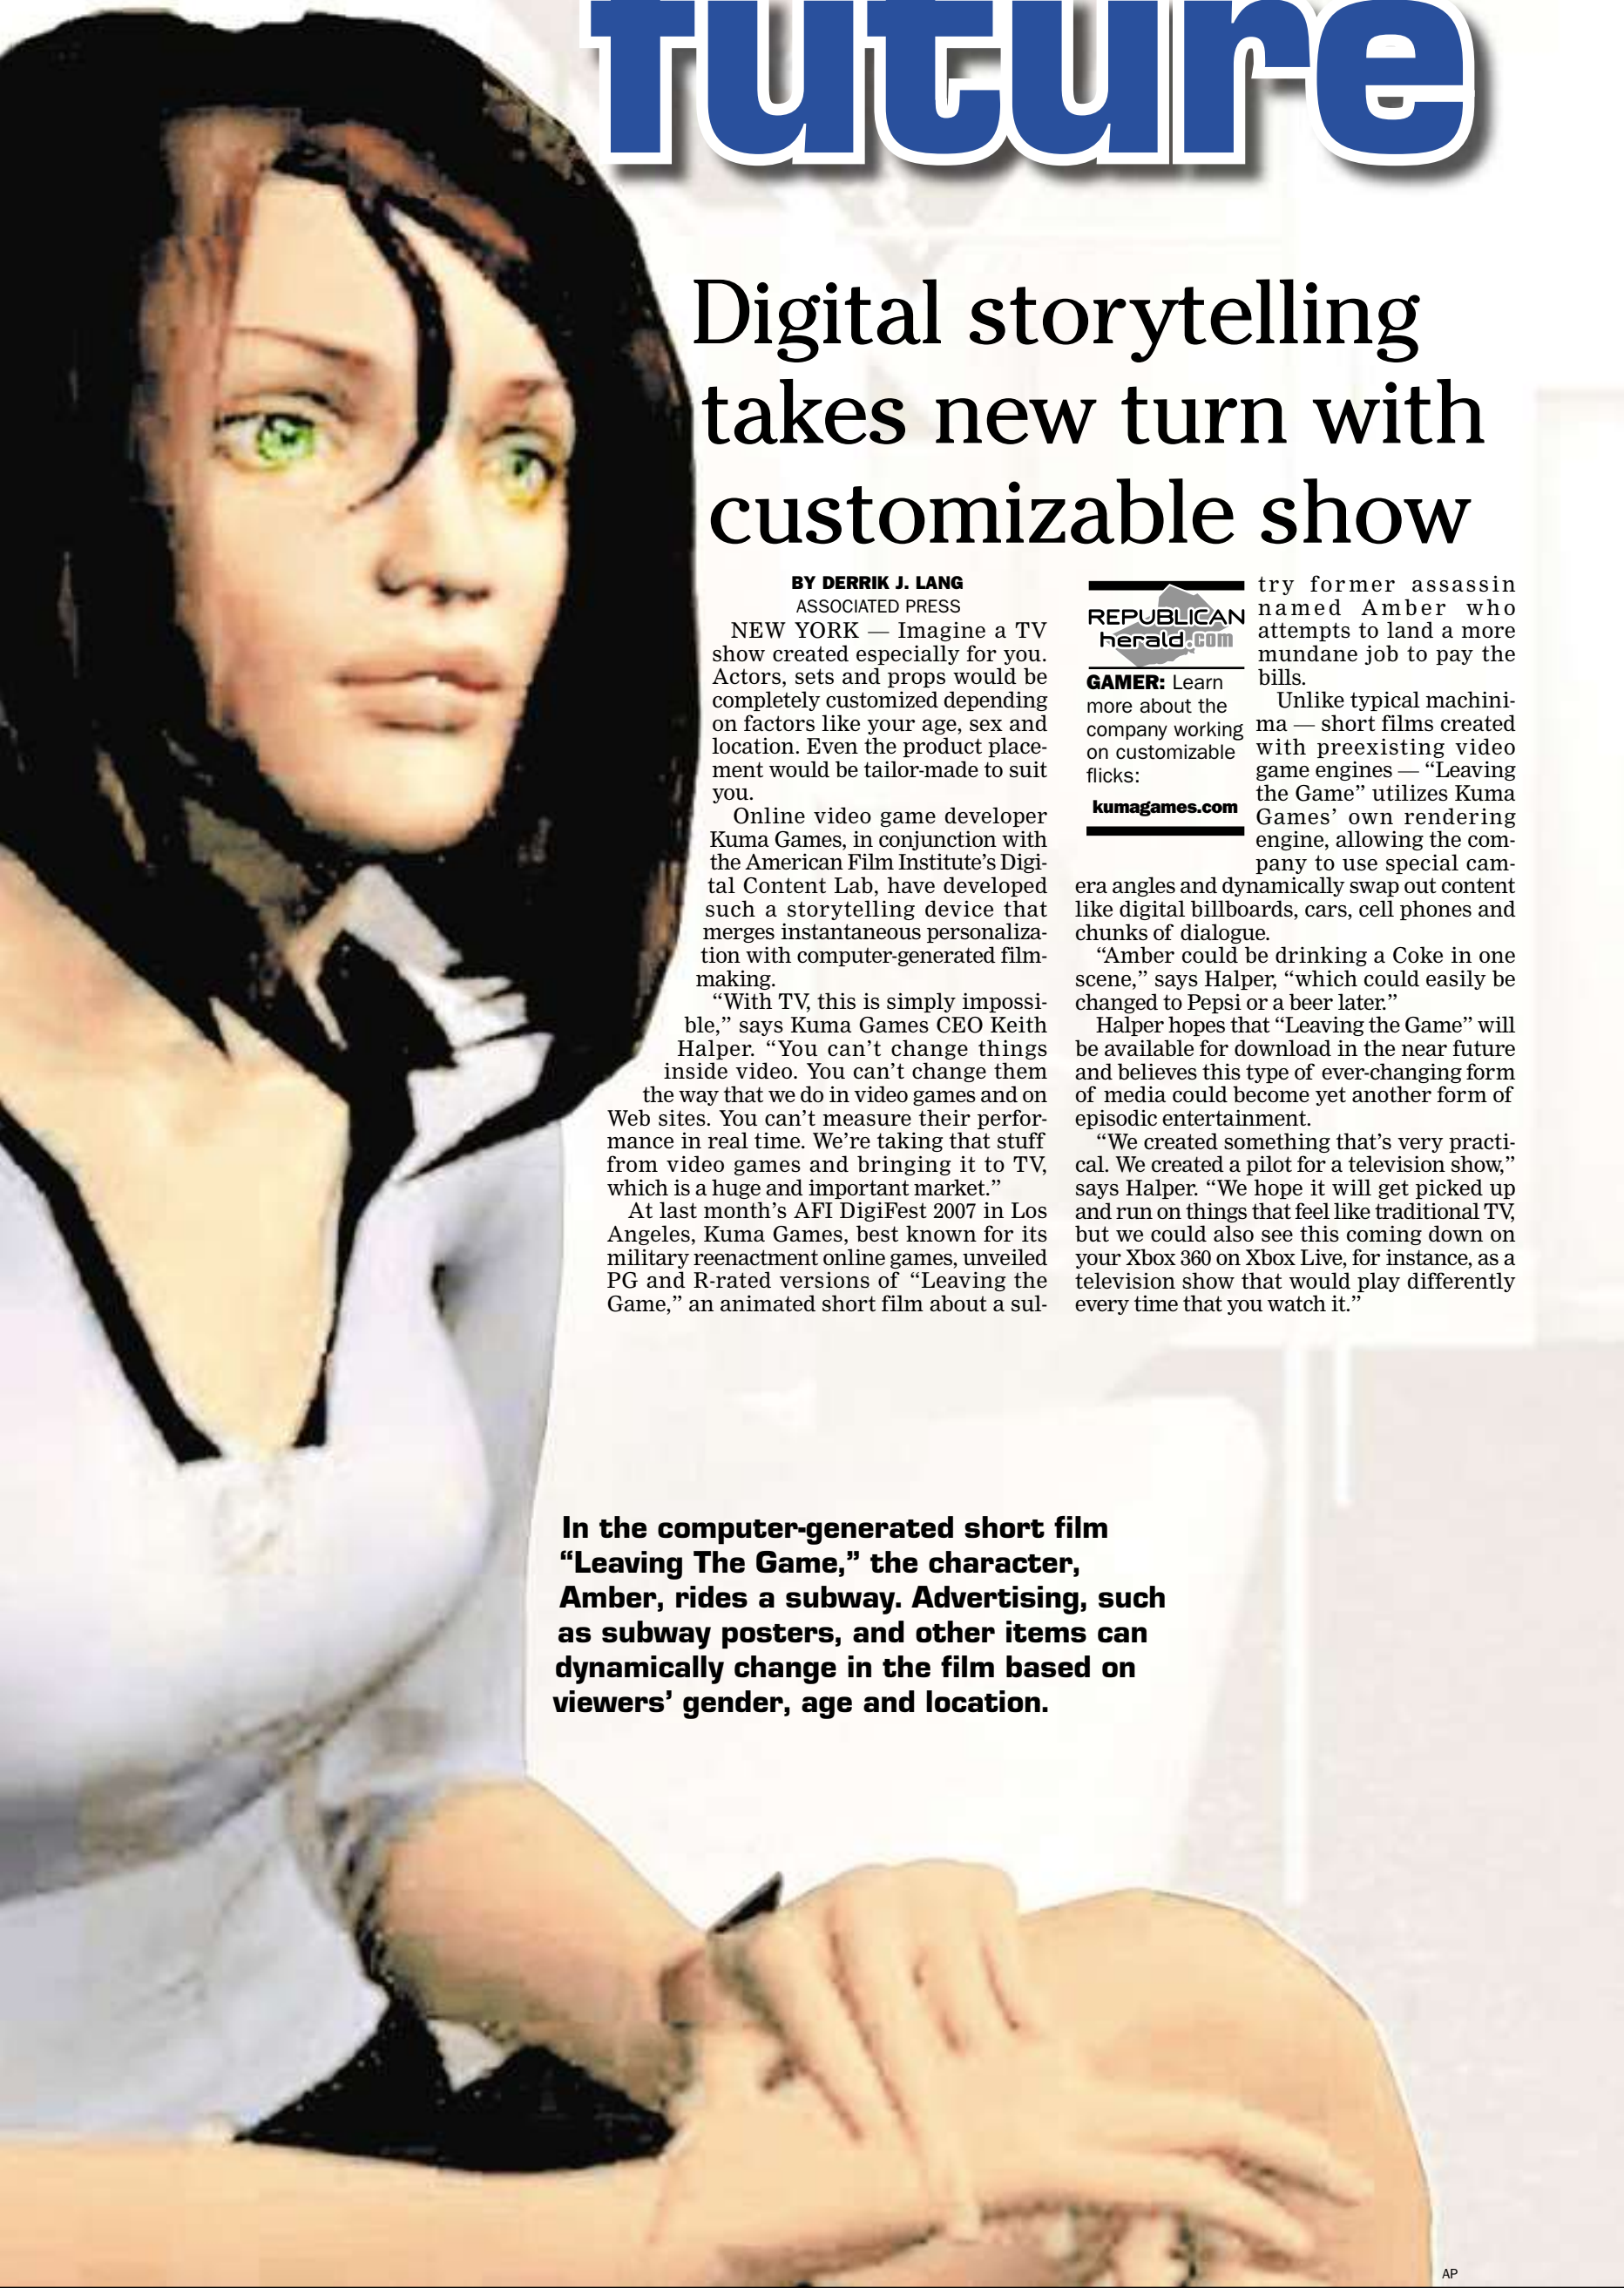 future
Digital storytelling
takes new turn with
customizable show
BY DERRIK J. LANG
ASSOCIATED PRESS
NEW YORK — Imagine a TV
show created especially for you.
Actors, sets and props would be
completely customized depending
on factors like your age, sex and
location. Even the product place-
ment would be tailor-made to suit
you.
Online video game developer
Kuma Games, in conjunction with
the American Film Institute's Digi-
tal Content Lab, have developed
such a storytelling device that
merges instantaneous personaliza-
tion with computer-generated film-
making.
“With TV, this is simply impossi-
ble,” says Kuma Games CEO Keith
Halper. “You can't change things
inside video. You can't change them
the way that we do in video games and on
Web sites. You can't measure their perfor-
mance in real time. We're taking that stuff
from video games and bringing it to TV,
which is a huge and important market.”
At last month's AFI DigiFest 2007 in Los
Angeles, Kuma Games, best known for its
military reenactment online games, unveiled
PG and R-rated versions of “Leaving the
Game,” an animated short film about a sul-
REPUBLICAN
herald.com
GAMER: Learn
more about the
company working
on customizable
flicks:
kumagames.com
try former assassin
named Amber who
attempts to land a more
mundane job to pay the
bills.
Unlike typical machini-
ma — short films created
with preexisting video
game engines — “Leaving
the Game” utilizes Kuma
Games' own rendering
engine, allowing the com-
pany to use special cam-
era angles and dynamically swap out content
like digital billboards, cars, cell phones and
chunks of dialogue.
“Amber could be drinking a Coke in one
scene,” says Halper, “which could easily be
changed to Pepsi or a beer later.”
Halper hopes that “Leaving the Game” will
be available for download in the near future
and believes this type of ever-changing form
of media could become yet another form of
episodic entertainment.
“We created something that's very practi-
cal. We created a pilot for a television show,”
says Halper. “We hope it will get picked up
and run on things that feel like traditional TV,
but we could also see this coming down on
your Xbox 360 on Xbox Live, for instance, as a
television show that would play differently
every time that you watch it.”
In the computer-generated short film
“Leaving The Game,” the character,
Amber, rides a subway. Advertising, such
as subway posters, and other items can
dynamically change in the film based on
viewers' gender, age and location.
AP